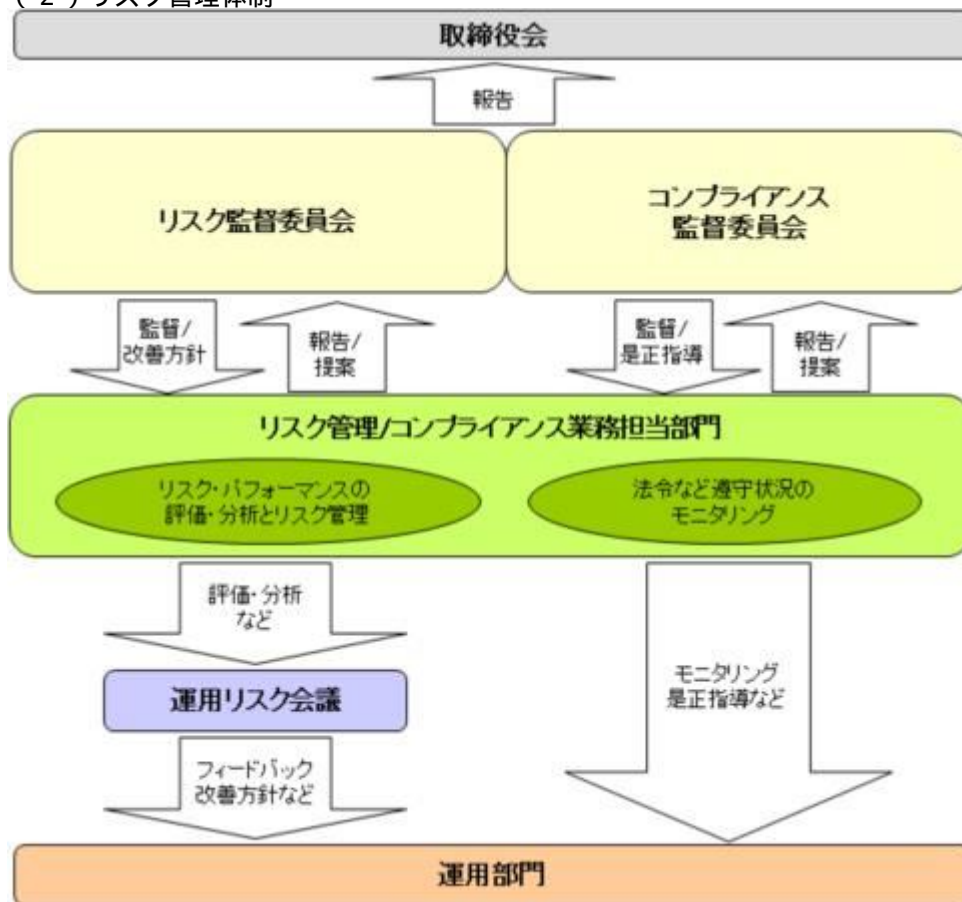 （２）リスク管理体制
取締役会
報告
リスク監督委員会
コンプライアンス
監督委員会
監督/
改善方針
報告/
提案
監督/
是正指導
報告/
提案
リスク管理/コンプライアンス業務担当部門
リスク・パフォーマンスの
評価・分析とリスク管理
法令など遵守状況の
モニタリング
評価・分析
など
運用リスク会議
モニタリング
是正指導など
フィードバック
改善方針など
運用部門